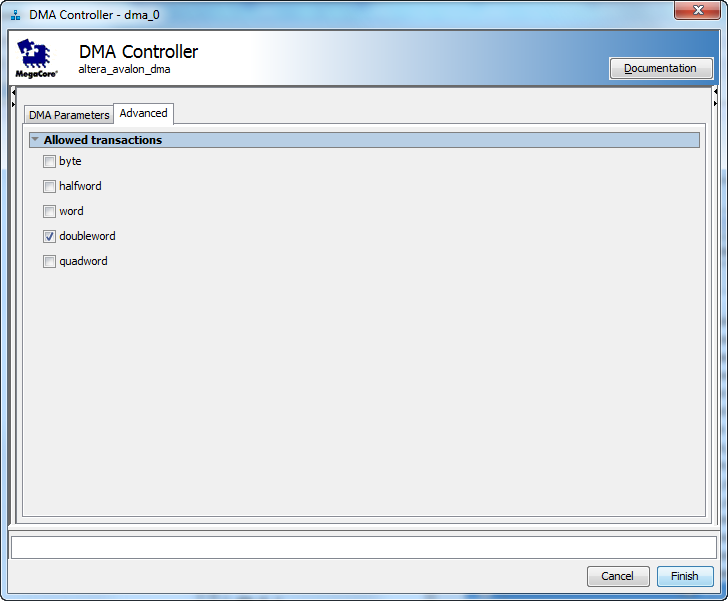 DMA Controller - dma_0
MegaCore®
DMA Controller
altera_avalon_dma
Documentation
DMA Parameters
Advanced
Allowed transactions
byte
halfword
word
doubleword
quadword
Cancel
Finish